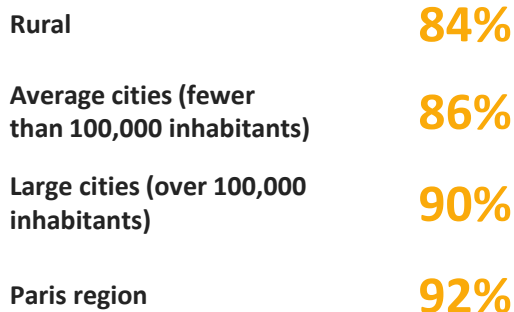 Rural 84%
Average cities (fewer
than 100,000 inhabitants) 86%
Large cities (over 100,000
inhabitants) 90%
Paris region 92%